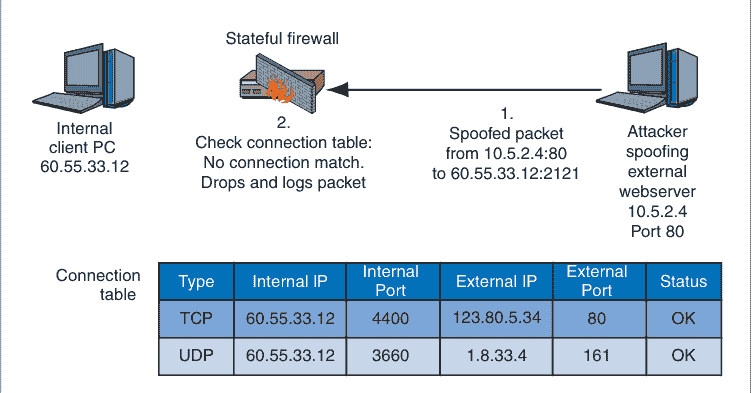 Stateful firewall
Internal
client PC
60.55.33.12
2.
Check connection table:
No connection match.
Drops and logs packet
1.
Spoofed packet
from 10.5.2.4:80
to 60.55.33.12:2121
Attacker
spoofing
external
webserver
10.5.2.4
Port 80
Connection
table
Type Internal IP Internal Port External IP External Port Status
TCP 60.55.33.12 4400 123.80.5.34 80 OK
UDP 60.55.33.12 3660 1.8.33.4 161 OK